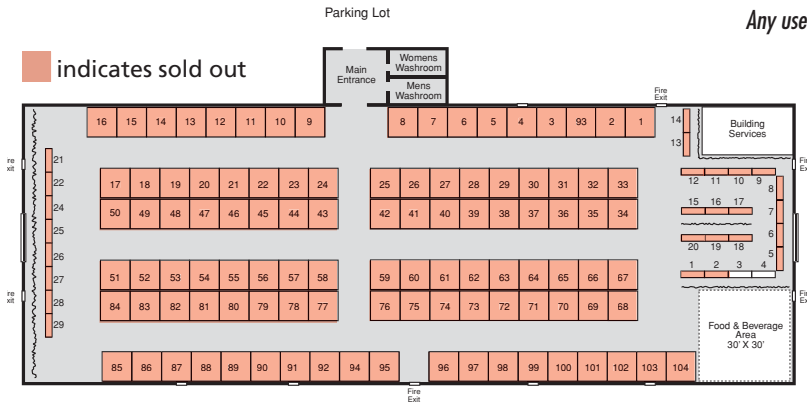 Parking Lot
Any use
indicates sold out
Main
Entrance
Womens
Washroom
Mens
Washroom
Fire
Exit
16 15 14 13 12 11 10 9
8 7 6 5 4 3 93 2 1
14
13
Building
Services
21
22
24
25
26
27
28
29
17 18 19 20 21 22 23 24
50 49 48 47 46 45 44 43
25 26 27 28 29 30 31 32 33
42 41 40 39 38 37 36 35 34
12 11 10 9
8
7
6
5
15 16 17
20 19 18
1 2 3 4
51 52 53 54 55 56 57 58
84 83 82 81 80 79 78 77
59 60 61 62 63 64 65 66 67
76 75 74 73 72 71 70 69 68
Food & Beverage
Area
30' X 30'
85 86 87 88 89 90 91 92 94 95
96 97 98 99 100 101 102 103 104
Fire
Exit